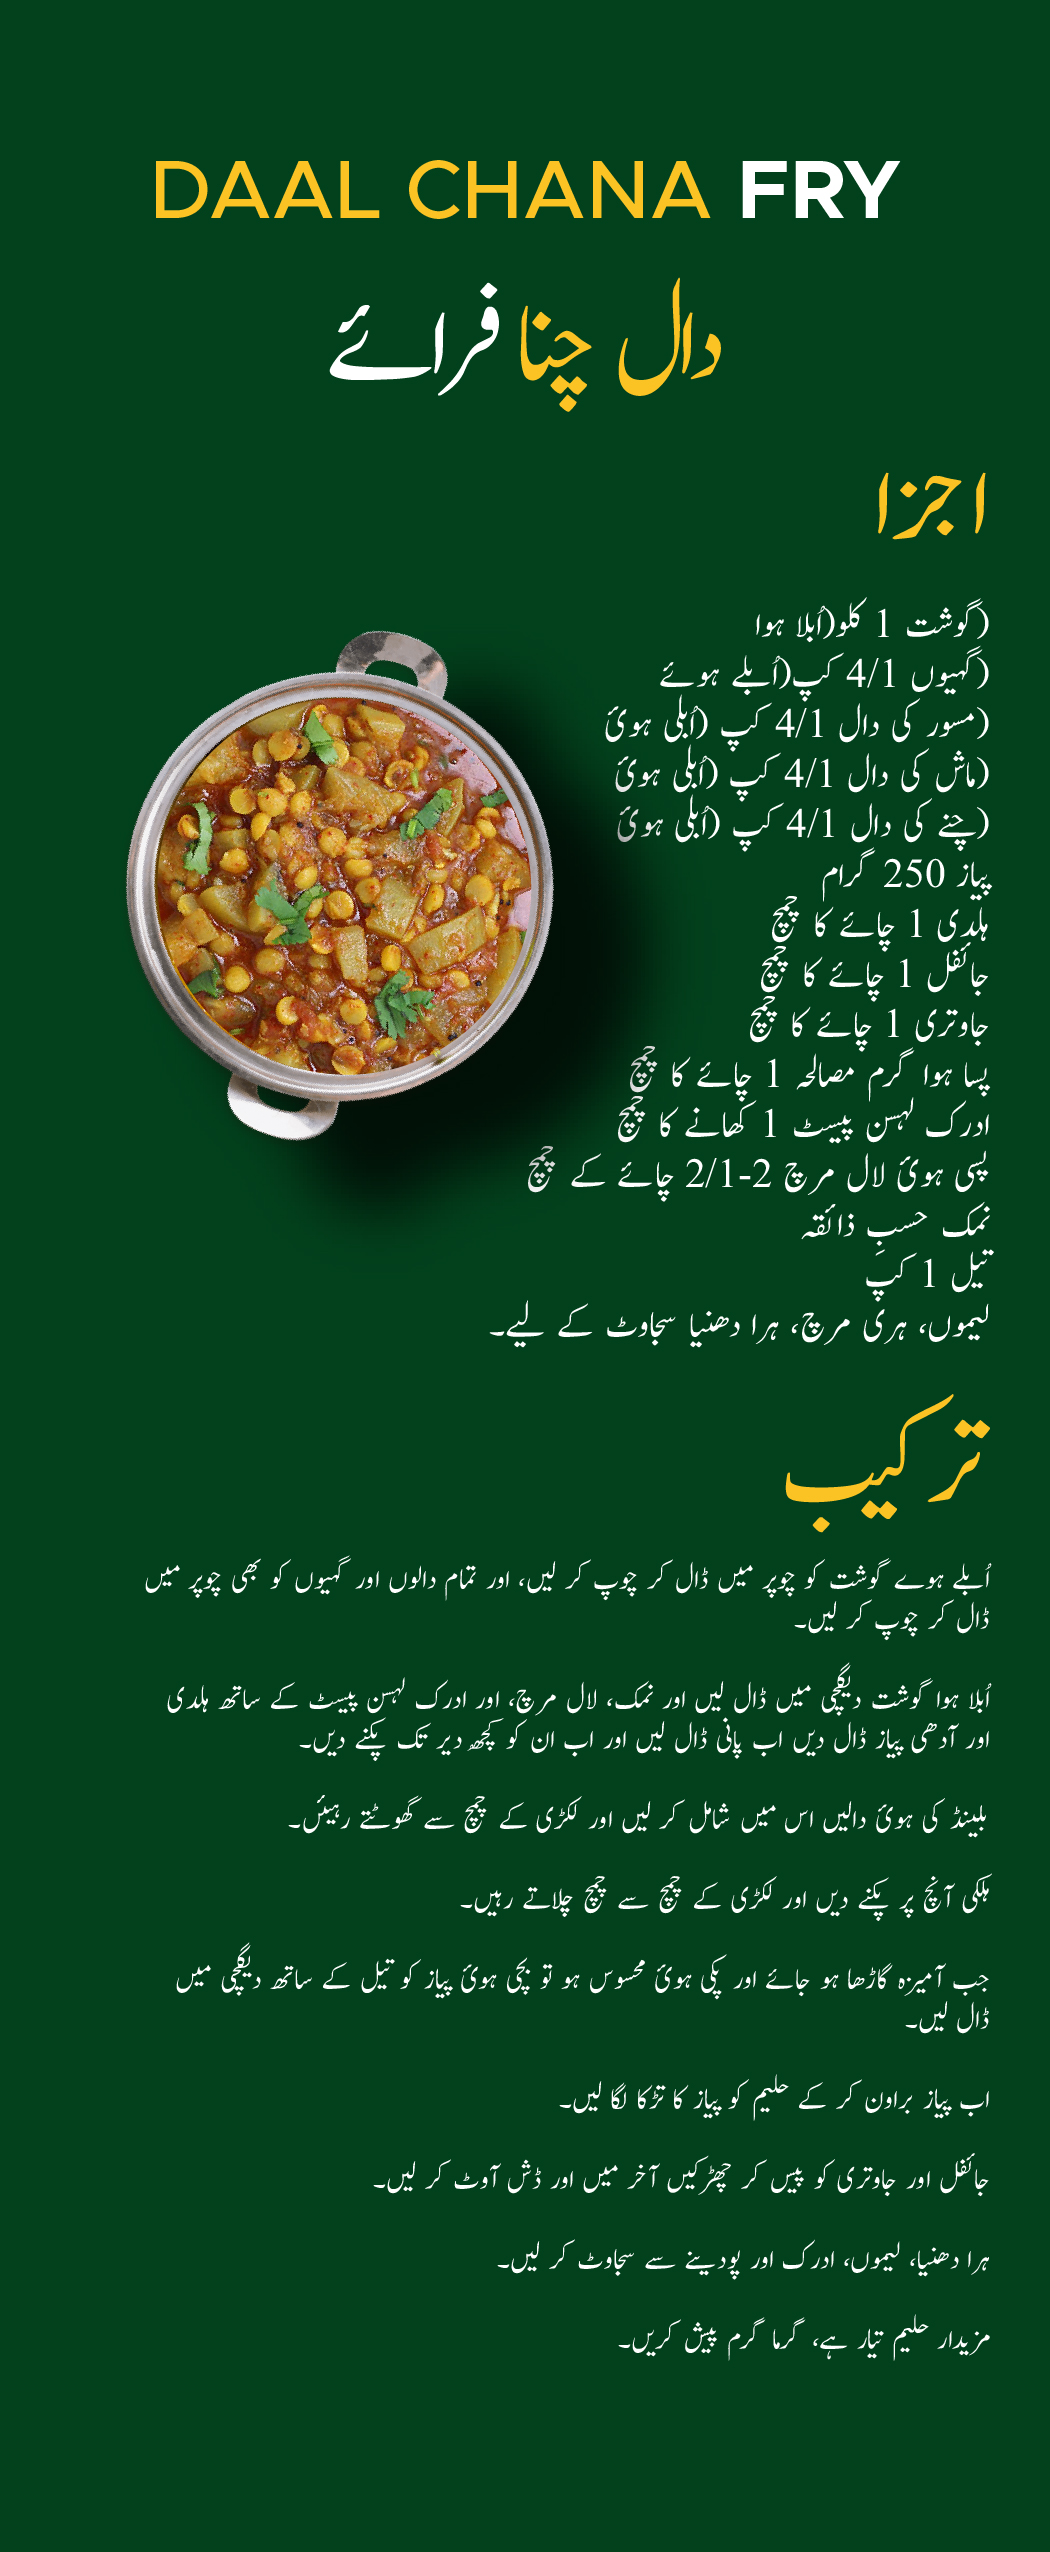 DAAL CHANA FRY
دال چنا فرائے
اجزا
(گوشت 1 کلو(اُبلا ہوا
(گہیوں 4/1 کپ(اُبلے ہوئے
(مسور کی دال 4/1 کپ (اُبلی ہوئ
(ماش کی دال 4/1 کپ (اُبلی ہوئ
(چنے کی دال 4/1 کپ (اُبلی ہوئ
پیاز 250 گرام
ہلدی 1 چائے کا چمچ
جائفل 1 چائے کا چمچ
جاوتری 1 چائے کا چمچ
پسا ہوا گرم مصالحہ 1 چائے کا چمچ
ادرک لہسن پیسٹ 1 کھانے کا چمچ
پسی ہوئ لال مرچ 2-2/1 چائے کے چمچ
نمک حسبِ ذائقہ
تیل 1 کپ
لیموں، ہری مرچ، ہرا دھنیا سجاوٹ کے لیے۔
ترکیب
اُبلے ہوے گوشت کو چوپر میں ڈال کر چوپ کر لیں، اور تمام دالوں اور گہیوں کو بھی چوپر میں
ڈال کر چوپ کر لیں۔
اُبلا ہوا گوشت دیگچی میں ڈال لیں اور نمک، لال مرچ، اور ادرک لہسن پیسٹ کے ساتھ ہلدی
اور آدھی پیاز ڈال دیں اب پانی ڈال لیں اور اب ان کو کچھ دیر تک پکنے دیں۔
بلینڈ کی ہوئ دالیں اس میں شامل کر لیں اور لکڑی کے چمچ سے گھوٹتے رہیئں۔
ہلکی آنچ پر پکنے دیں اور لکڑی کے چمچ سے چمچ چلاتے رہیں۔
جب آمیزہ گاڑھا ہو جائے اور پکی ہوئ محسوس ہو تو بچی ہوئ پیاز کو تیل کے ساتھ دیگچی میں
ڈال لیں۔
اب پیاز براون کر کے حلیم کو پیاز کا تڑکا لگا لیں۔
جائفل اور جاوتری کو پیس کر چھڑکیں آخر میں اور ڈش آوٹ کر لیں۔
ہرا دھنیا، لیموں، ادرک اور پودینے سے سجاوٹ کر لیں۔
مزیدار حلیم تیار ہے، گرما گرم پیش کریں۔